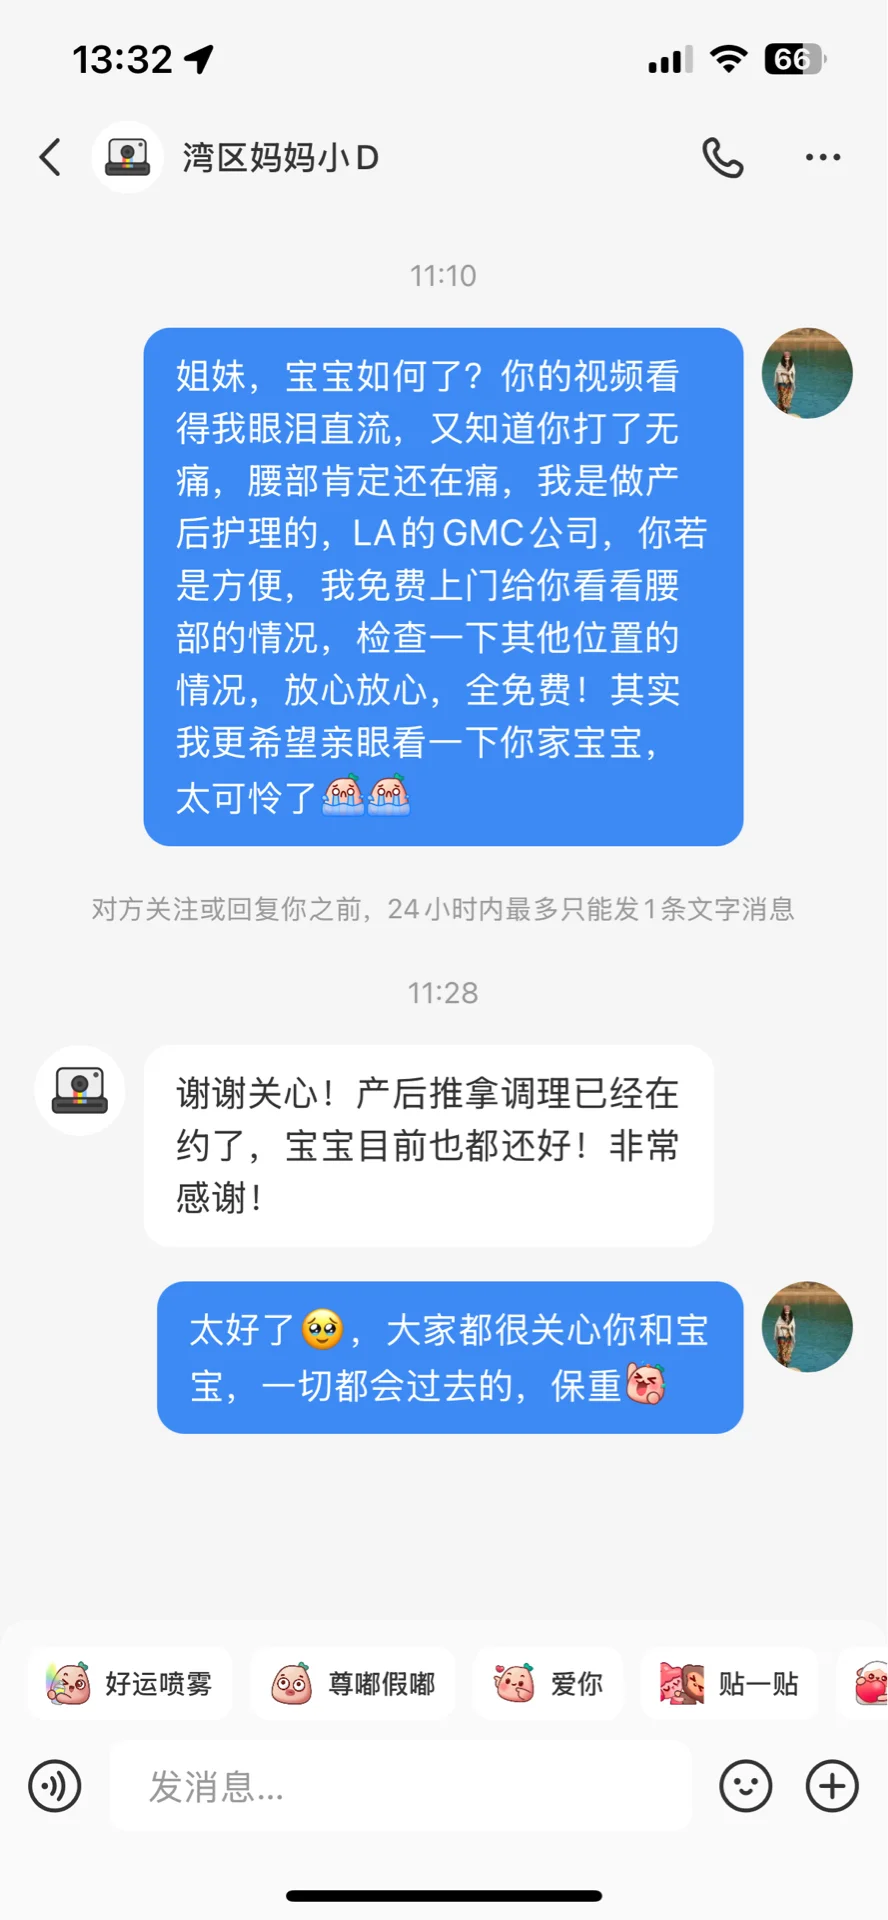 13:32
66
湾区妈妈小D
11:10
姐妹，宝宝如何了？你的视频看
得我眼泪直流，又知道你打了无
痛，腰部肯定还在痛，我是做产
后护理的，LA的GMC公司，你若
是方便，我免费上门给你看看腰
部的情况，检查一下其他位置的
情况，放心放心，全免费！其实
我更希望亲眼看一下你家宝宝，
太可怜了
对方关注或回复你之前，24小时内最多只能发1条文字消息
11:28
谢谢关心！产后推拿调理已经在
约了，宝宝目前也都还好！非常
感谢！
太好了🥹，大家都很关心你和宝
宝，一切都会过去的，保重
好运喷雾 尊嘟假嘟 爱你 贴一贴
发消息...